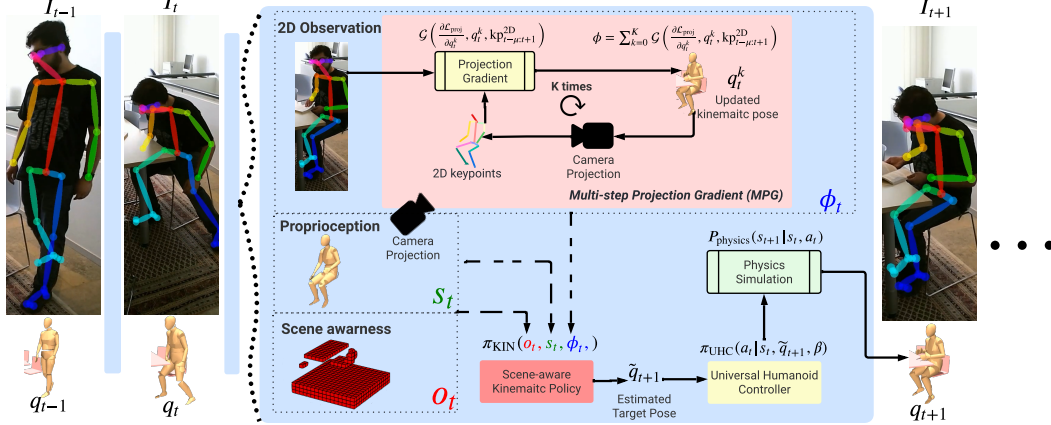 I_{t-1}
I_t
I_{t+1}
2D Observation
𝒢(∂ℒ_proj/∂q_t^k, q_t^k, kp^{2D}_{t-μ:t+1})
ϕ = ∑_{k=0}^{K} 𝒢(∂ℒ_proj/∂q_t^k, q_t^k, kp^{2D}_{t-μ:t+1})
Projection
Gradient
K times
q_t^k
Updated
kinemaitc pose
2D keypoints
Camera
Projection
Multi-step Projection Gradient (MPG)
ϕ_t
Proprioception
Camera
Projection
s_t
P_physics(s_{t+1}|s_t, a_t)
Physics
Simulation
Scene awarness
o_t
π_KIN(o_t, s_t, ϕ_t, )
Scene-aware
Kinemaitc Policy
q̃_{t+1}
Estimated
Target Pose
π_UHC(a_t|s_t, q̃_{t+1}, β)
Universal Humanoid
Controller
q_{t-1}
q_t
q_{t+1}